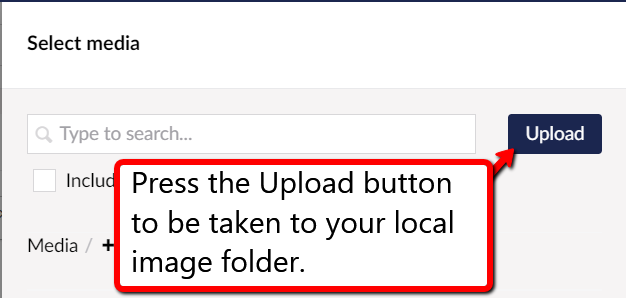 Select media
Type to search...
Upload
Press the Upload button
to be taken to your local
image folder.
Media / +